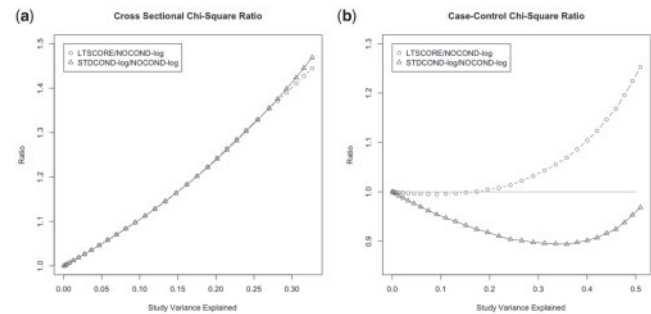 (a)
Cross Sectional Chi-Square Ratio
LTSCORE/NOCOND-log
STDCOND-log/NOCOND-log
Ratio
1.5
1.4
1.3
1.2
1.1
1.0
0.00 0.05 0.10 0.15 0.20 0.25 0.30
Study Variance Explained
(b)
Case-Control Chi-Square Ratio
LTSCORE/NOCOND-log
STDCOND-log/NOCOND-log
Ratio
1.3
1.2
1.1
1.0
0.9
0.0 0.1 0.2 0.3 0.4 0.5
Study Variance Explained